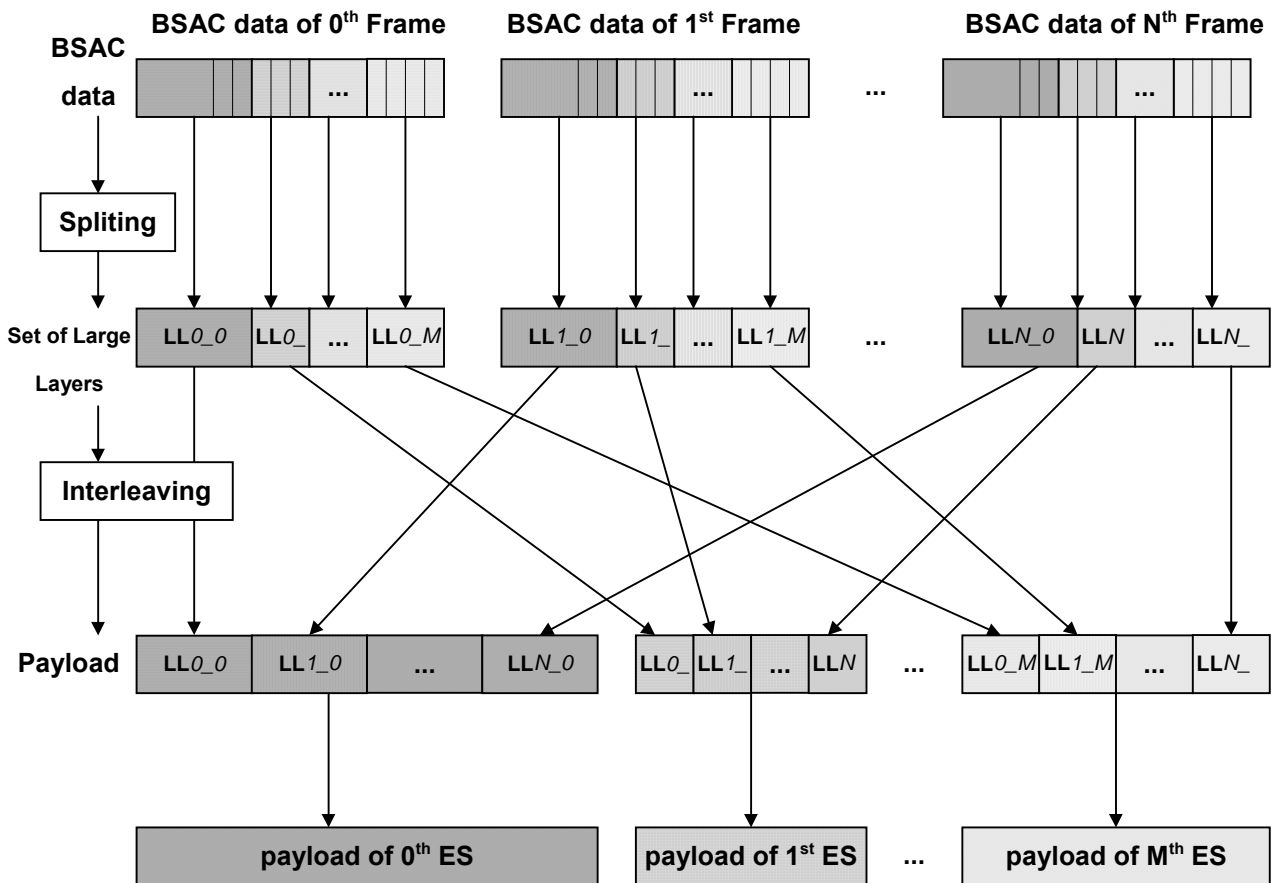 BSAC data of 0th Frame BSAC data of 1st Frame BSAC data of Nth Frame
BSAC
data
... ... ... ...
Spliting
Set of Large
Layers
LL0_0 LL0_ ... LL0_M LL1_0 LL1_ ... LL1_M ... LLN_0 LLN ... LLN_
Interleaving
Payload LL0_0 LL1_0 ... LLN_0 LL0_ LL1_ ... LLN ... LL0_M LL1_M ... LLN_
payload of 0th ES payload of 1st ES ... payload of Mth ES